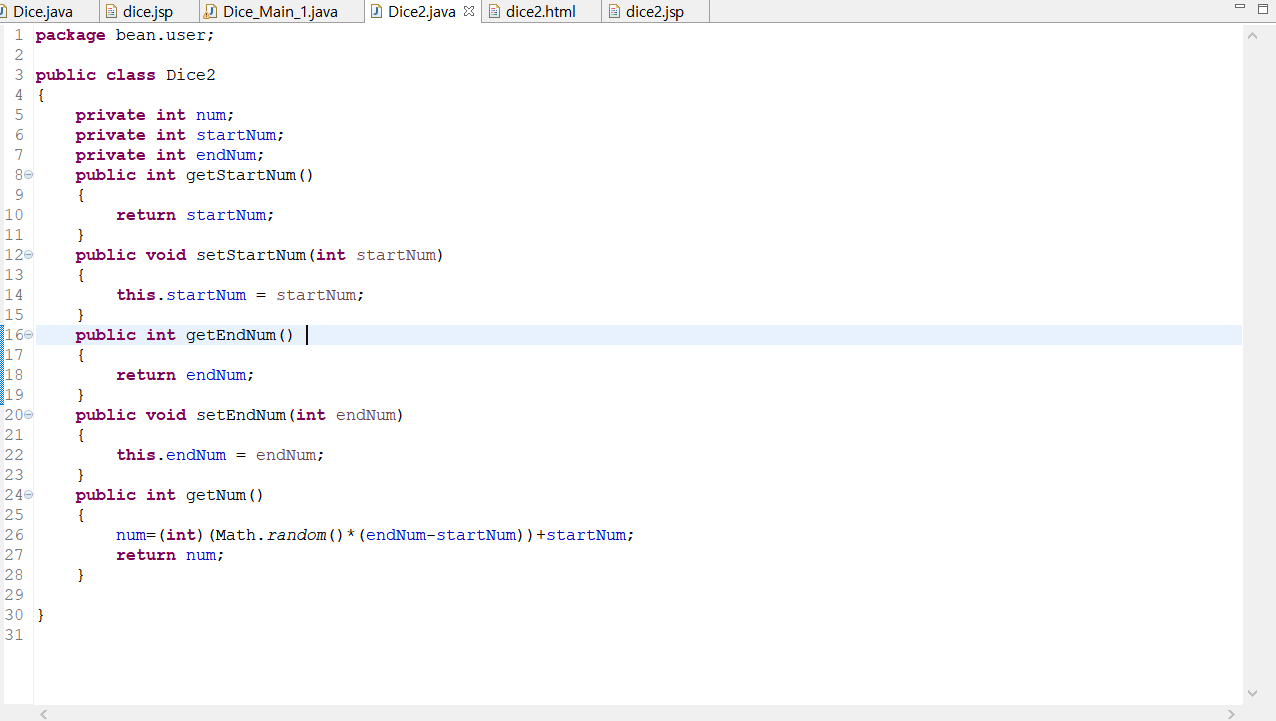 Dice.java dice.jsp Dice_Main_1.java Dice2.java dice2.html dice2.jsp
1 package bean.user;
2
3 public class Dice2
4 {
5 private int num;
6 private int startNum;
7 private int endNum;
8 public int getStartNum()
9 {
10 return startNum;
11 }
12 public void setStartNum(int startNum)
13 {
14 this.startNum = startNum;
15 }
16 public int getEndNum()
17 {
18 return endNum;
19 }
20 public void setEndNum(int endNum)
21 {
22 this.endNum = endNum;
23 }
24 public int getNum()
25 {
26 num=(int)(Math.random()*(endNum-startNum))+startNum;
27 return num;
28 }
29
30 }
31